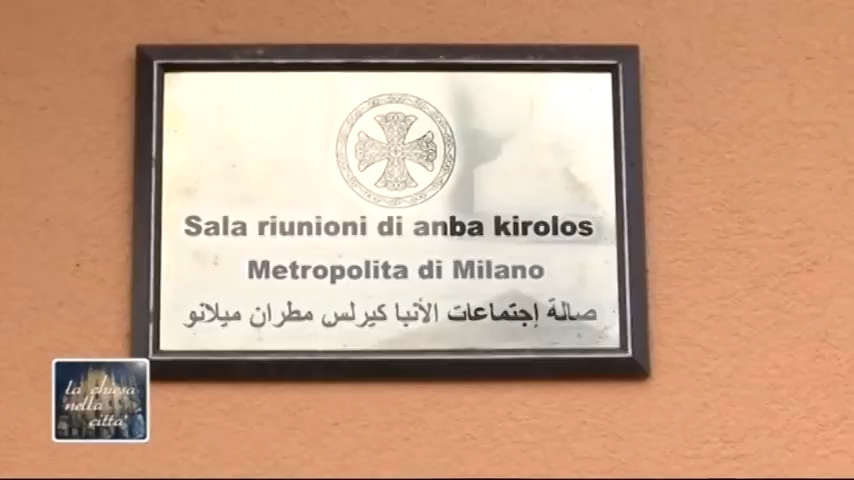 Sala riunioni di anba kirolos
Metropolita di Milano
صالة إجتماعات الأنبا كيرلس مطران ميلانو
la chiesa
nella
città